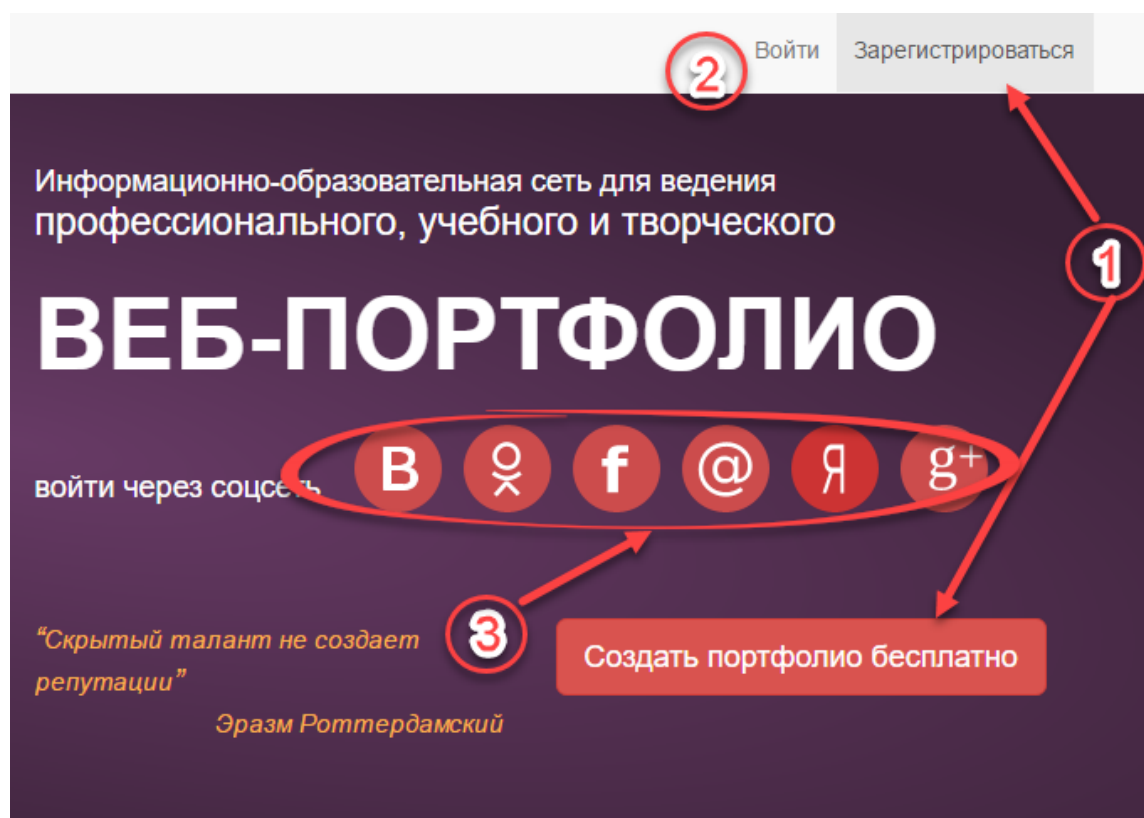 2
Войти Зарегистрироваться
Информационно-образовательная сеть для ведения
профессионального, учебного и творческого
1
ВЕБ-ПОРТФОЛИО
войти через соцсеть
В f @ Я g+
3
“Скрытый талант не создает
репутации”
Эразм Роттердамский
Создать портфолио бесплатно